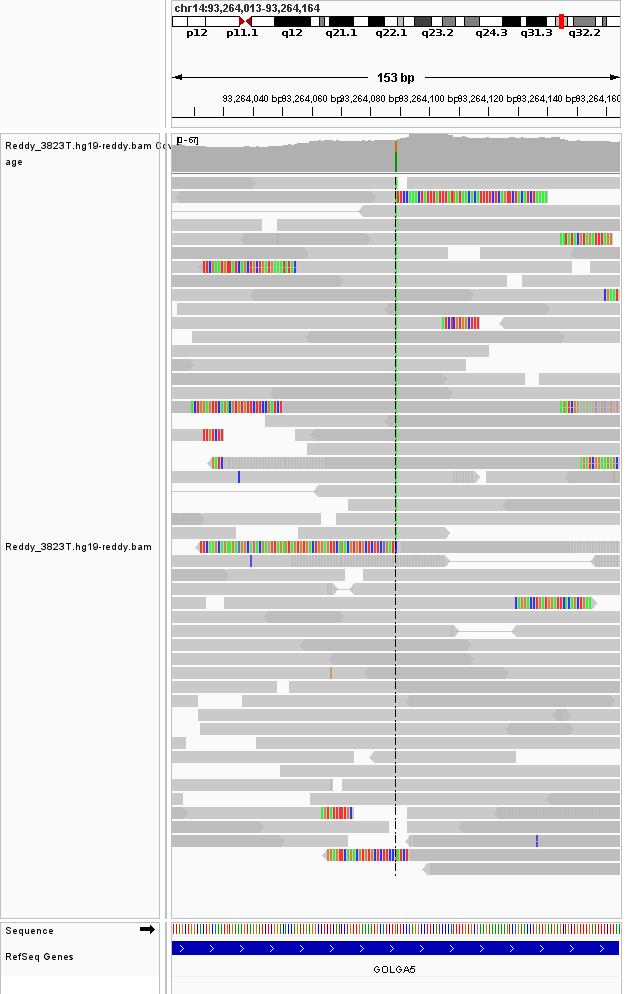 chr14:93,264,013-93,264,164
p12 p11.1 q12 q21.1 q22.1 q23.2 q24.3 q31.3 q32.2
153 bp
93,264,040 bp 93,264,060 bp 93,264,080 bp 93,264,100 bp 93,264,120 bp 93,264,140 bp 93,264,160
[0-67]
Reddy_3823T.hg19-reddy.bam Cov
age
Reddy_3823T.hg19-reddy.bam
Sequence
RefSeq Genes
GOLGA5